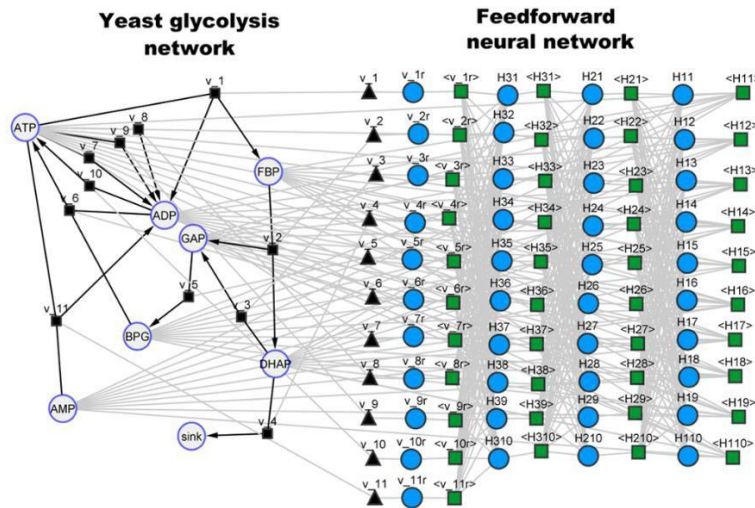 Yeast glycolysis
network
Feedforward
neural network
v_1
v_8
v_9
v_7
v_10
v_6
ATP
ADP
FBP
GAP
v_2
v_5
v_3
v_11
BPG
DHAP
AMP
sink
v_4
v_1 v_1r <v_1r> H31 <H31> H21 <H21> H11 <H11>
v_2 v_2r <v_2r> H32 <H32> H22 <H22> H12 <H12>
v_3 v_3r <v_3r> H33 <H33> H23 <H23> H13 <H13>
v_4 v_4r <v_4r> H34 <H34> H24 <H24> H14 <H14>
v_5 v_5r <v_5r> H35 <H35> H25 <H25> H15 <H15>
v_6 v_6r <v_6r> H36 <H36> H26 <H26> H16 <H16>
v_7 v_7r <v_7r> H37 <H37> H27 <H27> H17 <H17>
v_8 v_8r <v_8r> H38 <H38> H28 <H28> H18 <H18>
v_9 v_9r <v_9r> H39 <H39> H29 <H29> H19 <H19>
v_10 v_10r <v_10r> H310 <H310> H210 <H210> H110 <H110>
v_11 v_11r <v_11r>